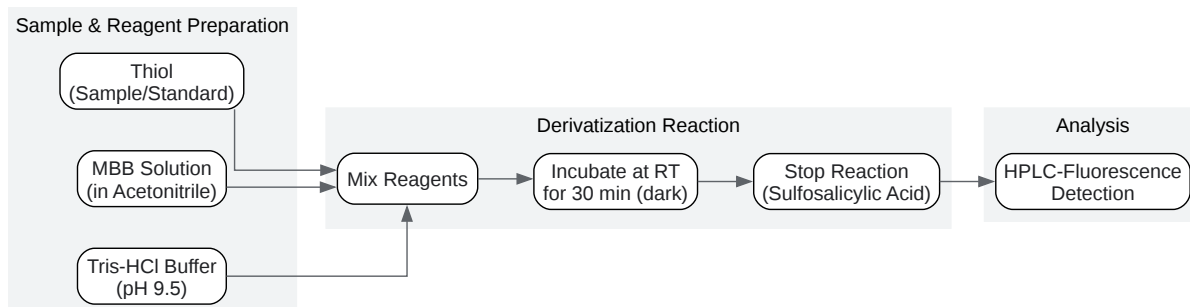 Sample & Reagent Preparation
Thiol
(Sample/Standard)
MBB Solution
(in Acetonitrile)
Tris-HCl Buffer
(pH 9.5)
Derivatization Reaction
Mix Reagents
Incubate at RT
for 30 min (dark)
Stop Reaction
(Sulfosalicylic Acid)
Analysis
HPLC-Fluorescence
Detection